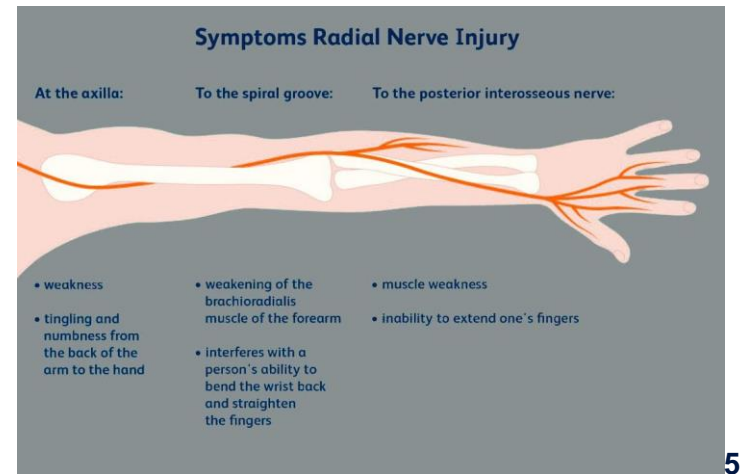 Symptoms Radial Nerve Injury
At the axilla:
To the spiral groove:
To the posterior interosseous nerve:
• weakness
• tingling and
numbness from
the back of the
arm to the hand
• weakening of the
brachioradialis
muscle of the forearm
• interferes with a
person´s ability to
bend the wrist back
and straighten
the fingers
• muscle weakness
• inability to extend one´s fingers
5